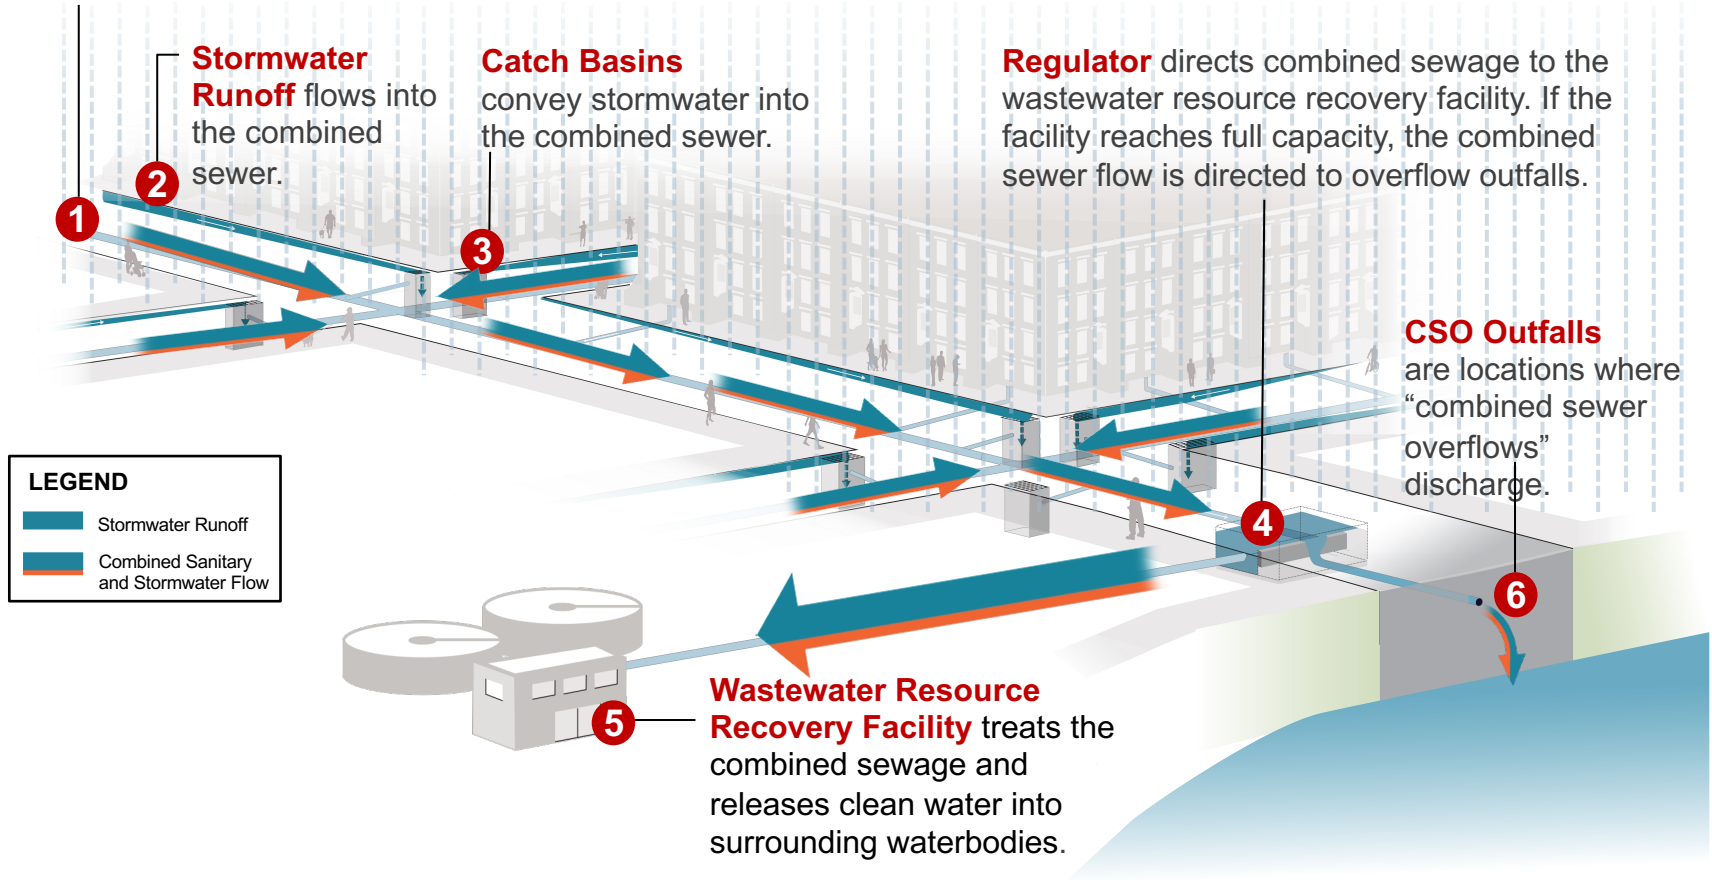 Stormwater
Runoff flows into
the combined
sewer.
Catch Basins
convey stormwater into
the combined sewer.
Regulator directs combined sewage to the
wastewater resource recovery facility. If the
facility reaches full capacity, the combined
sewer flow is directed to overflow outfalls.
2
1
3
CSO Outfalls
are locations where
“combined sewer
overflows”
discharge.
LEGEND
Stormwater Runoff
Combined Sanitary
and Stormwater Flow
4
6
5
Wastewater Resource
Recovery Facility treats the
combined sewage and
releases clean water into
surrounding waterbodies.